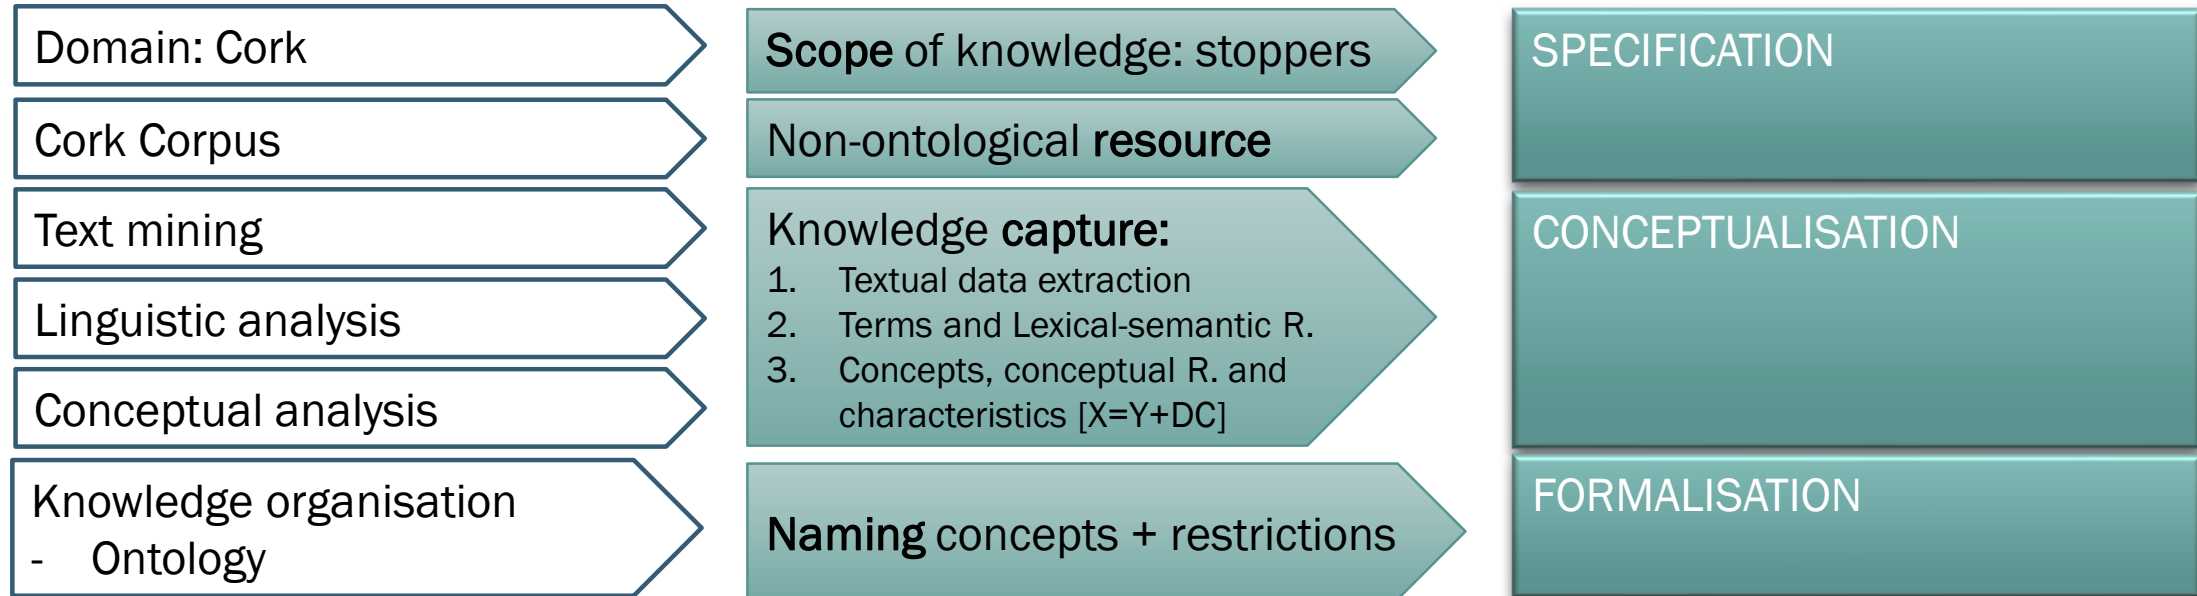 Domain: Cork
Scope of knowledge: stoppers
SPECIFICATION
Cork Corpus
Non-ontological resource
Text mining
Knowledge capture:
1. Textual data extraction
2. Terms and Lexical-semantic R.
3. Concepts, conceptual R. and
characteristics [X=Y+DC]
CONCEPTUALISATION
Linguistic analysis
Conceptual analysis
Knowledge organisation
- Ontology
Naming concepts + restrictions
FORMALISATION